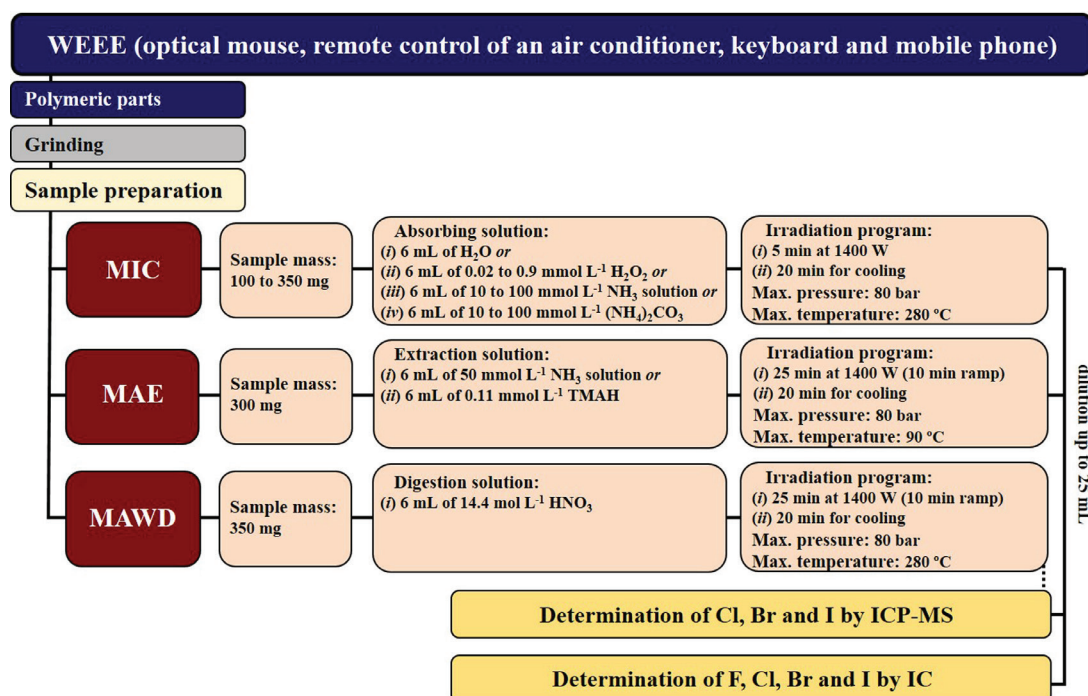 WEEE (optical mouse, remote control of an air conditioner, keyboard and mobile phone)
Polymeric parts
Grinding
Sample preparation
MIC
Sample mass:
100 to 350 mg
Absorbing solution:
(i) 6 mL of H₂O or
(ii) 6 mL of 0.02 to 0.9 mmol L⁻¹ H₂O₂ or
(iii) 6 mL of 10 to 100 mmol L⁻¹ NH₃ solution or
(iv) 6 mL of 10 to 100 mmol L⁻¹ (NH₄)₂CO₃
Irradiation program:
(i) 5 min at 1400 W
(ii) 20 min for cooling
Max. pressure: 80 bar
Max. temperature: 280 ºC
MAE
Sample mass:
300 mg
Extraction solution:
(i) 6 mL of 50 mmol L⁻¹ NH₃ solution or
(ii) 6 mL of 0.11 mmol L⁻¹ TMAH
Irradiation program:
(i) 25 min at 1400 W (10 min ramp)
(ii) 20 min for cooling
Max. pressure: 80 bar
Max. temperature: 90 ºC
MAWD
Sample mass:
350 mg
Digestion solution:
(i) 6 mL of 14.4 mol L⁻¹ HNO₃
Irradiation program:
(i) 25 min at 1400 W (10 min ramp)
(ii) 20 min for cooling
Max. pressure: 80 bar
Max. temperature: 280 ºC
dilution up to 25 mL
Determination of Cl, Br and I by ICP-MS
Determination of F, Cl, Br and I by IC